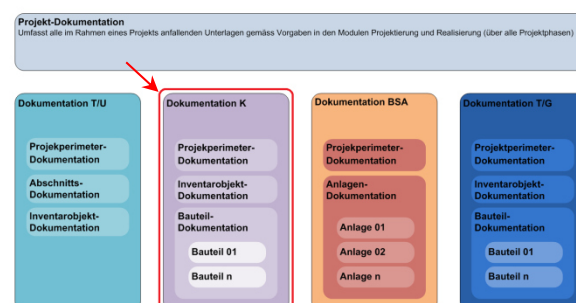 Projekt-Dokumentation
Umfasst alle im Rahmen eines Projekts anfallenden Unterlagen gemäss Vorgaben in den Modulen Projektierung und Realisierung (über alle Projektphasen)
Dokumentation T/U
Projekperimeter-
Dokumentation
Abschnitts-
Dokumentation
Inventarobjekt-
Dokumentation
Dokumentation K
Projekperimeter-
Dokumentation
Inventarobjekt-
Dokumentation
Bauteil-
Dokumentation
Bauteil 01
Bauteil n
Dokumentation BSA
Projekperimeter-
Dokumentation
Anlagen-
Dokumentation
Anlage 01
Anlage 02
Anlage n
Dokumentation T/G
Projektperimeter-
Dokumentation
Inventarobjekt-
Dokumentation
Bauteil-
Dokumentation
Bauteil 01
Bauteil n